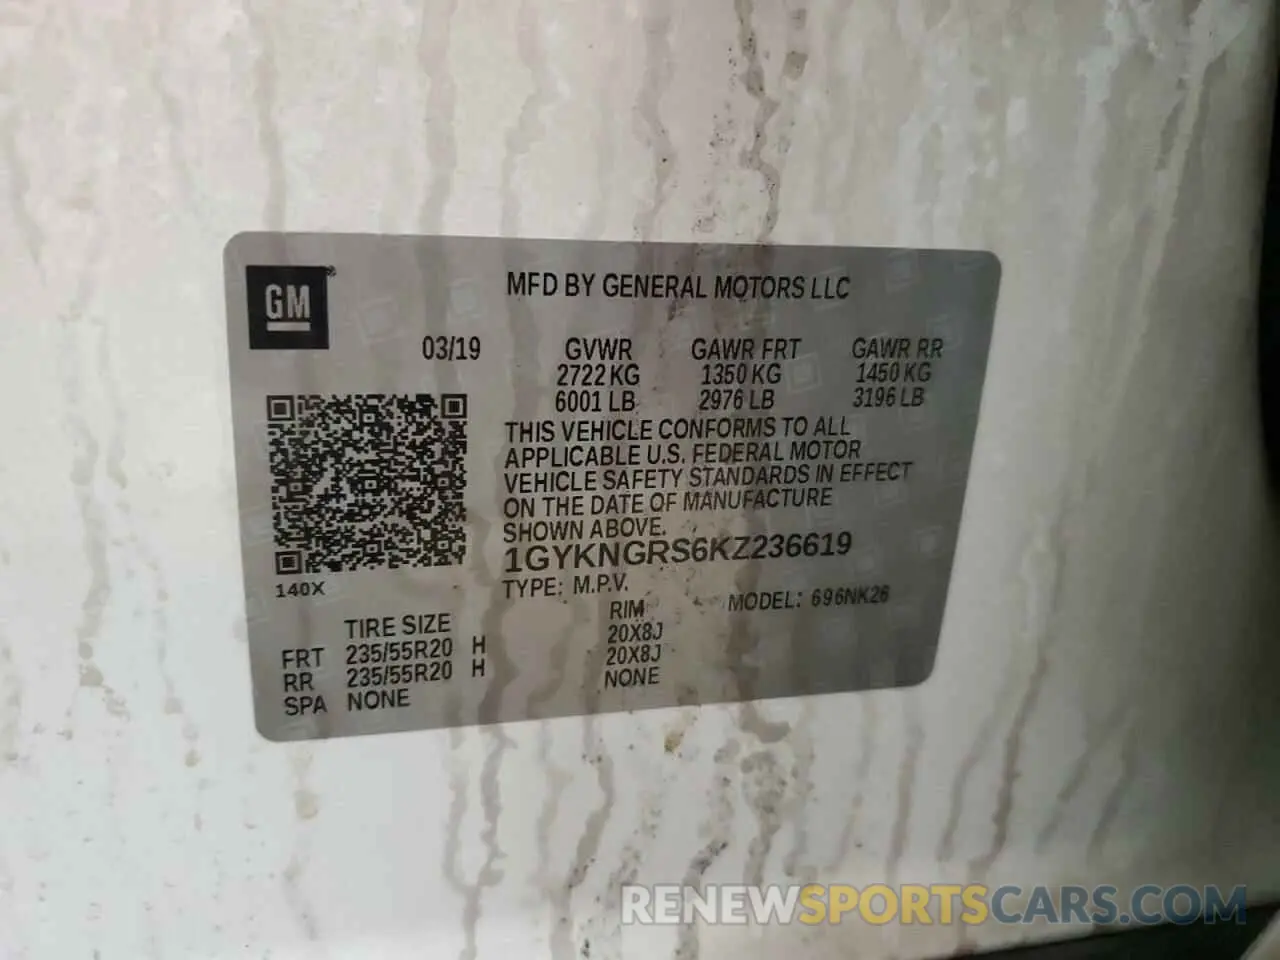 GM®
MFD BY GENERAL MOTORS LLC
03/19 GVWR GAWR FRT GAWR RR
2722 KG 1350 KG 1450 KG
6001 LB 2976 LB 3196 LB
THIS VEHICLE CONFORMS TO ALL
APPLICABLE U.S. FEDERAL MOTOR
VEHICLE SAFETY STANDARDS IN EFFECT
ON THE DATE OF MANUFACTURE
SHOWN ABOVE.
1GYKNGRS6KZ236619
140X
TYPE: M.P.V. MODEL: 696NK26
TIRE SIZE RIM
FRT 235/55R20 H 20X8J
RR 235/55R20 H 20X8J
SPA NONE NONE
RENEWSPORTSCARS.COM